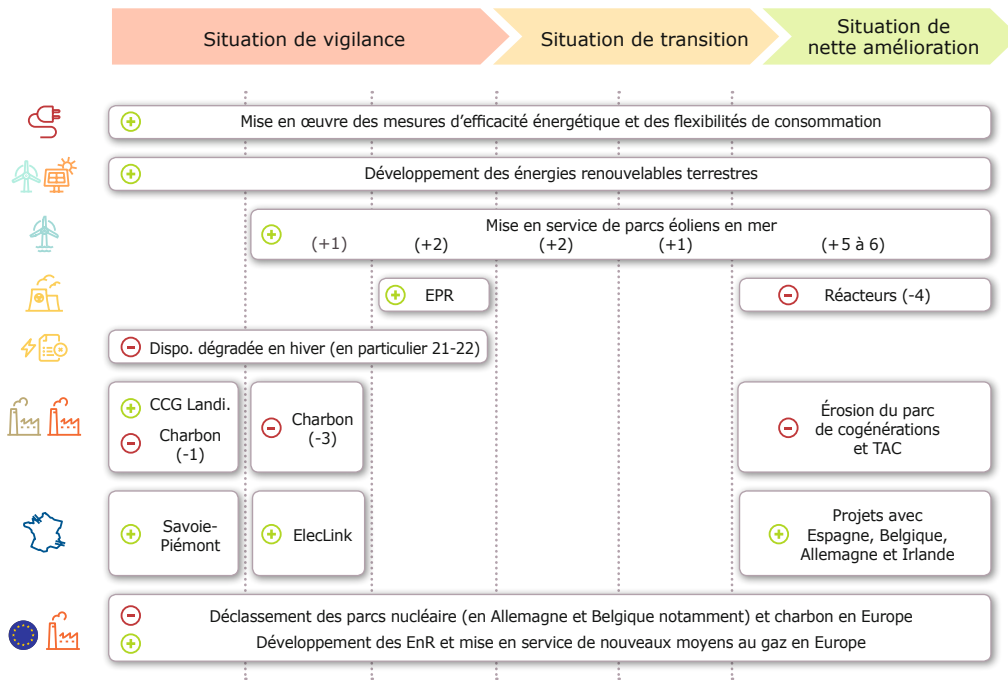 Situation de vigilance
Situation de transition
Situation de
nette amélioration
Mise en œuvre des mesures d’efficacité énergétique et des flexibilités de consommation
Développement des énergies renouvelables terrestres
Mise en service de parcs éoliens en mer
(+1) (+2) (+2) (+1) (+5 à 6)
EPR
Réacteurs (-4)
Dispo. dégradée en hiver (en particulier 21-22)
CCG Landi.
Charbon
(-1)
Charbon
(-3)
Érosion du parc
de cogénérations
et TAC
Savoie-
Piémont
ElecLink
Projets avec
Espagne, Belgique,
Allemagne et Irlande
Déclassement des parcs nucléaire (en Allemagne et Belgique notamment) et charbon en Europe
Développement des EnR et mise en service de nouveaux moyens au gaz en Europe